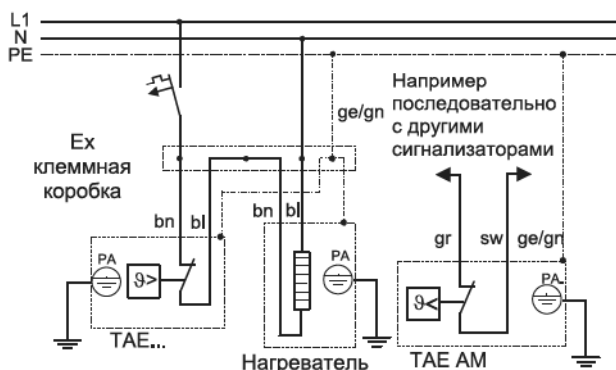 L1
N
PE
Например
последовательно
с другими
сигнализаторами
ge/gn
Ex
клеммная
коробка
bn
bl
bn
bl
gr
sw
ge/gn
PA
ϑ>
PA
ϑ<
PA
TAE...
Нагреватель
TAE AM